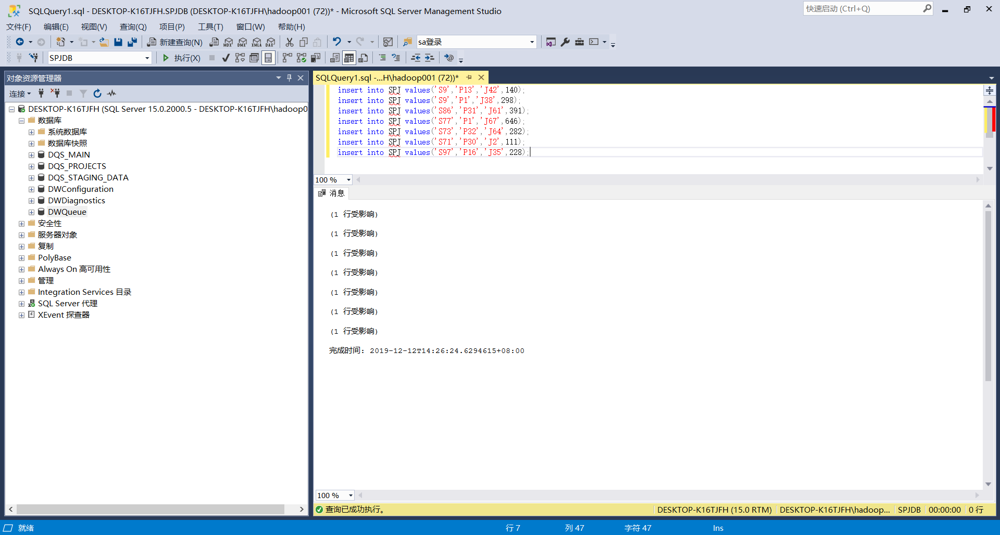 SQLQuery1.sql - DESKTOP-K16TJFH.SPJDB (DESKTOP-K16TJFH\hadoop001 (72))* - Microsoft SQL Server Management Studio
快速启动 (Ctrl+Q)
文件(F) 编辑(E) 视图(V) 查询(Q) 项目(P) 工具(T) 窗口(W) 帮助(H)
新建查询(N) MDX DMX XMLA DAX sa登录
SPJDB 执行(X)
对象资源管理器
连接
DESKTOP-K16TJFH (SQL Server 15.0.2000.5 - DESKTOP-K16TJFH\hadoop0
数据库
系统数据库
数据库快照
DQS_MAIN
DQS_PROJECTS
DQS_STAGING_DATA
DWConfiguration
DWDiagnostics
DWQueue
安全性
服务器对象
复制
PolyBase
Always On 高可用性
管理
Integration Services 目录
SQL Server 代理
XEvent 探查器
SQLQuery1.sql -...H\hadoop001 (72))*
insert into SPJ values('S9','P13','J42',140);
insert into SPJ values('S9','P1','J38',298);
insert into SPJ values('S86','P31','J61',391);
insert into SPJ values('S77','P1','J67',646);
insert into SPJ values('S73','P32','J64',282);
insert into SPJ values('S71','P30','J2',111);
insert into SPJ values('S97','P16','J35',228);
100 %
消息
(1 行受影响)
(1 行受影响)
(1 行受影响)
(1 行受影响)
(1 行受影响)
(1 行受影响)
(1 行受影响)
完成时间: 2019-12-12T14:26:24.6294615+08:00
100 %
查询已成功执行。 DESKTOP-K16TJFH (15.0 RTM) DESKTOP-K16TJFH\hadoop... SPJDB 00:00:00 0 行
就绪 行 7 列 47 字符 47 Ins